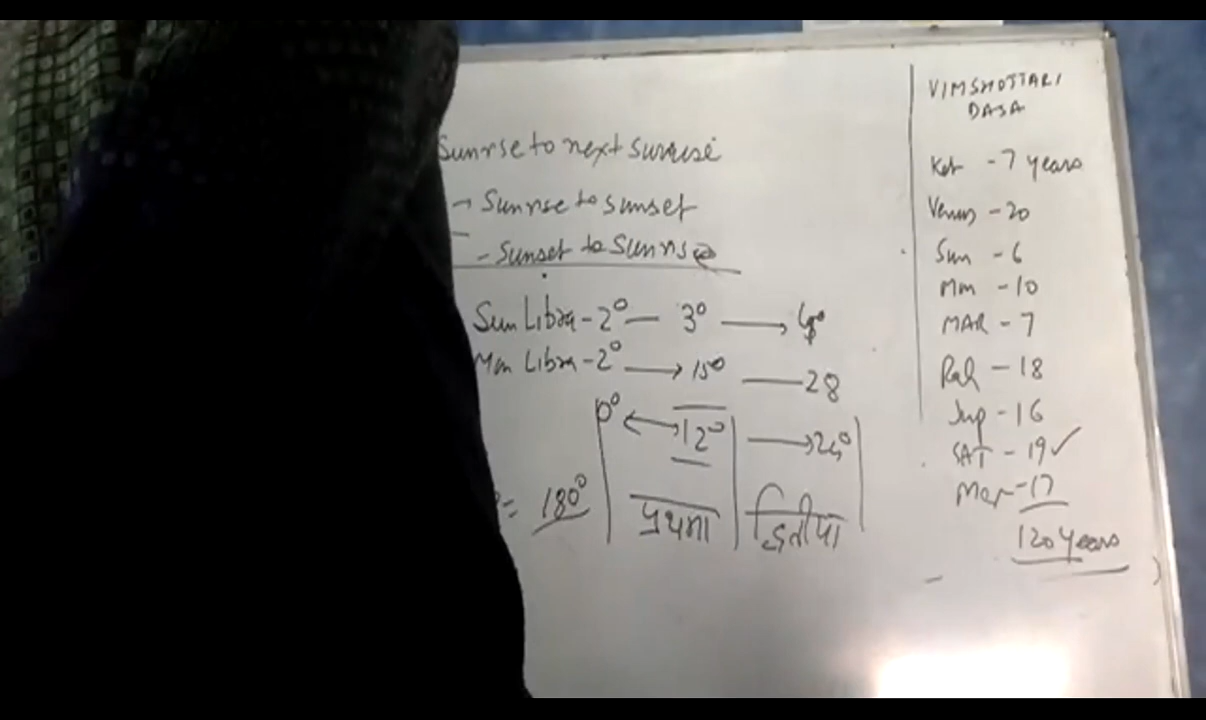 Sunrse to next sunrise
→ Sunrise to sunset
- Sunset to Sunrise
Sun Libra - 2° — 3° → 4°
Mn Libra - 2° → 15° — 28
0° ← 12° → 24°
= 180° प्रथमा द्वितीया
VIMSHOTTARI
DASA
Ket - 7 years
Venus - 20
Sun - 6
Mn - 10
MAR - 7
Rah - 18
Jup - 16
SAT - 19 ✓
Mer - 17
120 years